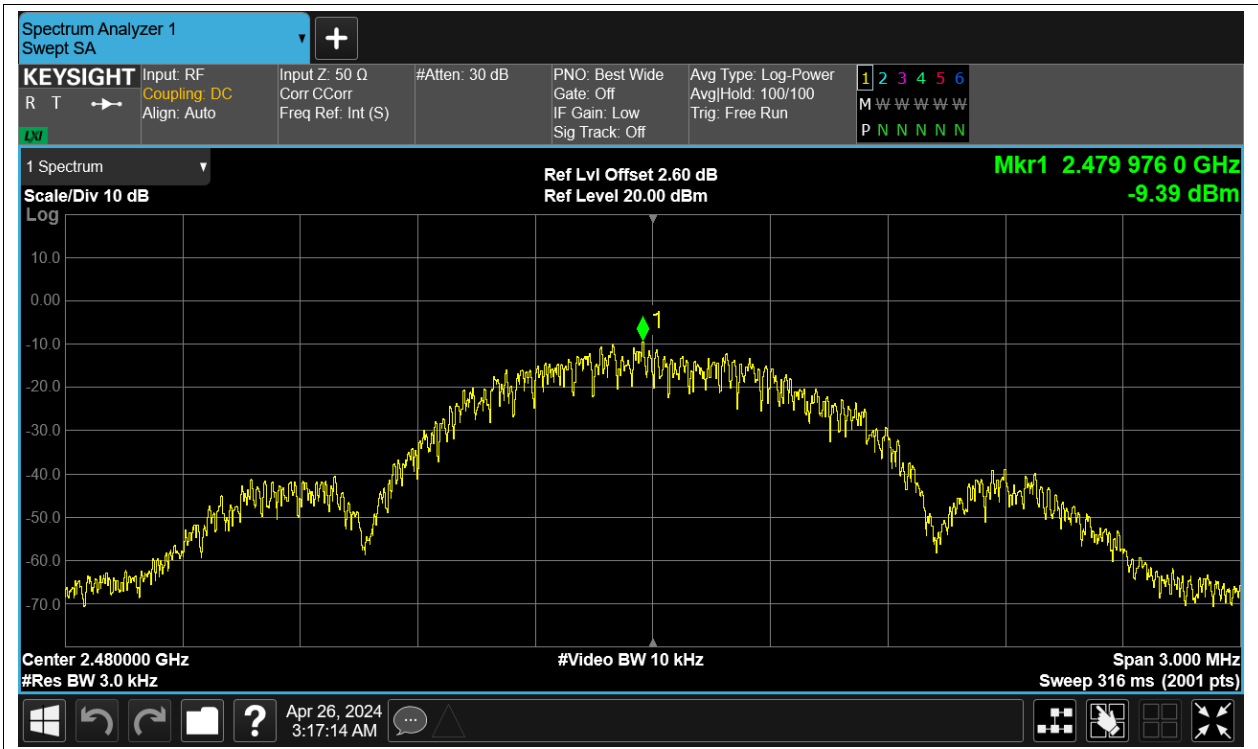 Spectrum Analyzer 1
Swept SA
KEYSIGHT
R T
LXI
Input: RF
Coupling: DC
Align: Auto
Input Z: 50 Ω
Corr CCorr
Freq Ref: Int (S)
#Atten: 30 dB
PNO: Best Wide
Gate: Off
IF Gain: Low
Sig Track: Off
Avg Type: Log-Power
Avg|Hold: 100/100
Trig: Free Run
1 2 3 4 5 6
M W W W W W
P N N N N N
1 Spectrum
Scale/Div 10 dB
Log
Ref Lvl Offset 2.60 dB
Ref Level 20.00 dBm
Mkr1 2.479 976 0 GHz
-9.39 dBm
10.0
0.00
-10.0
-20.0
-30.0
-40.0
-50.0
-60.0
-70.0
1
Center 2.480000 GHz
#Res BW 3.0 kHz
#Video BW 10 kHz
Span 3.000 MHz
Sweep 316 ms (2001 pts)
?
Apr 26, 2024
3:17:14 AM